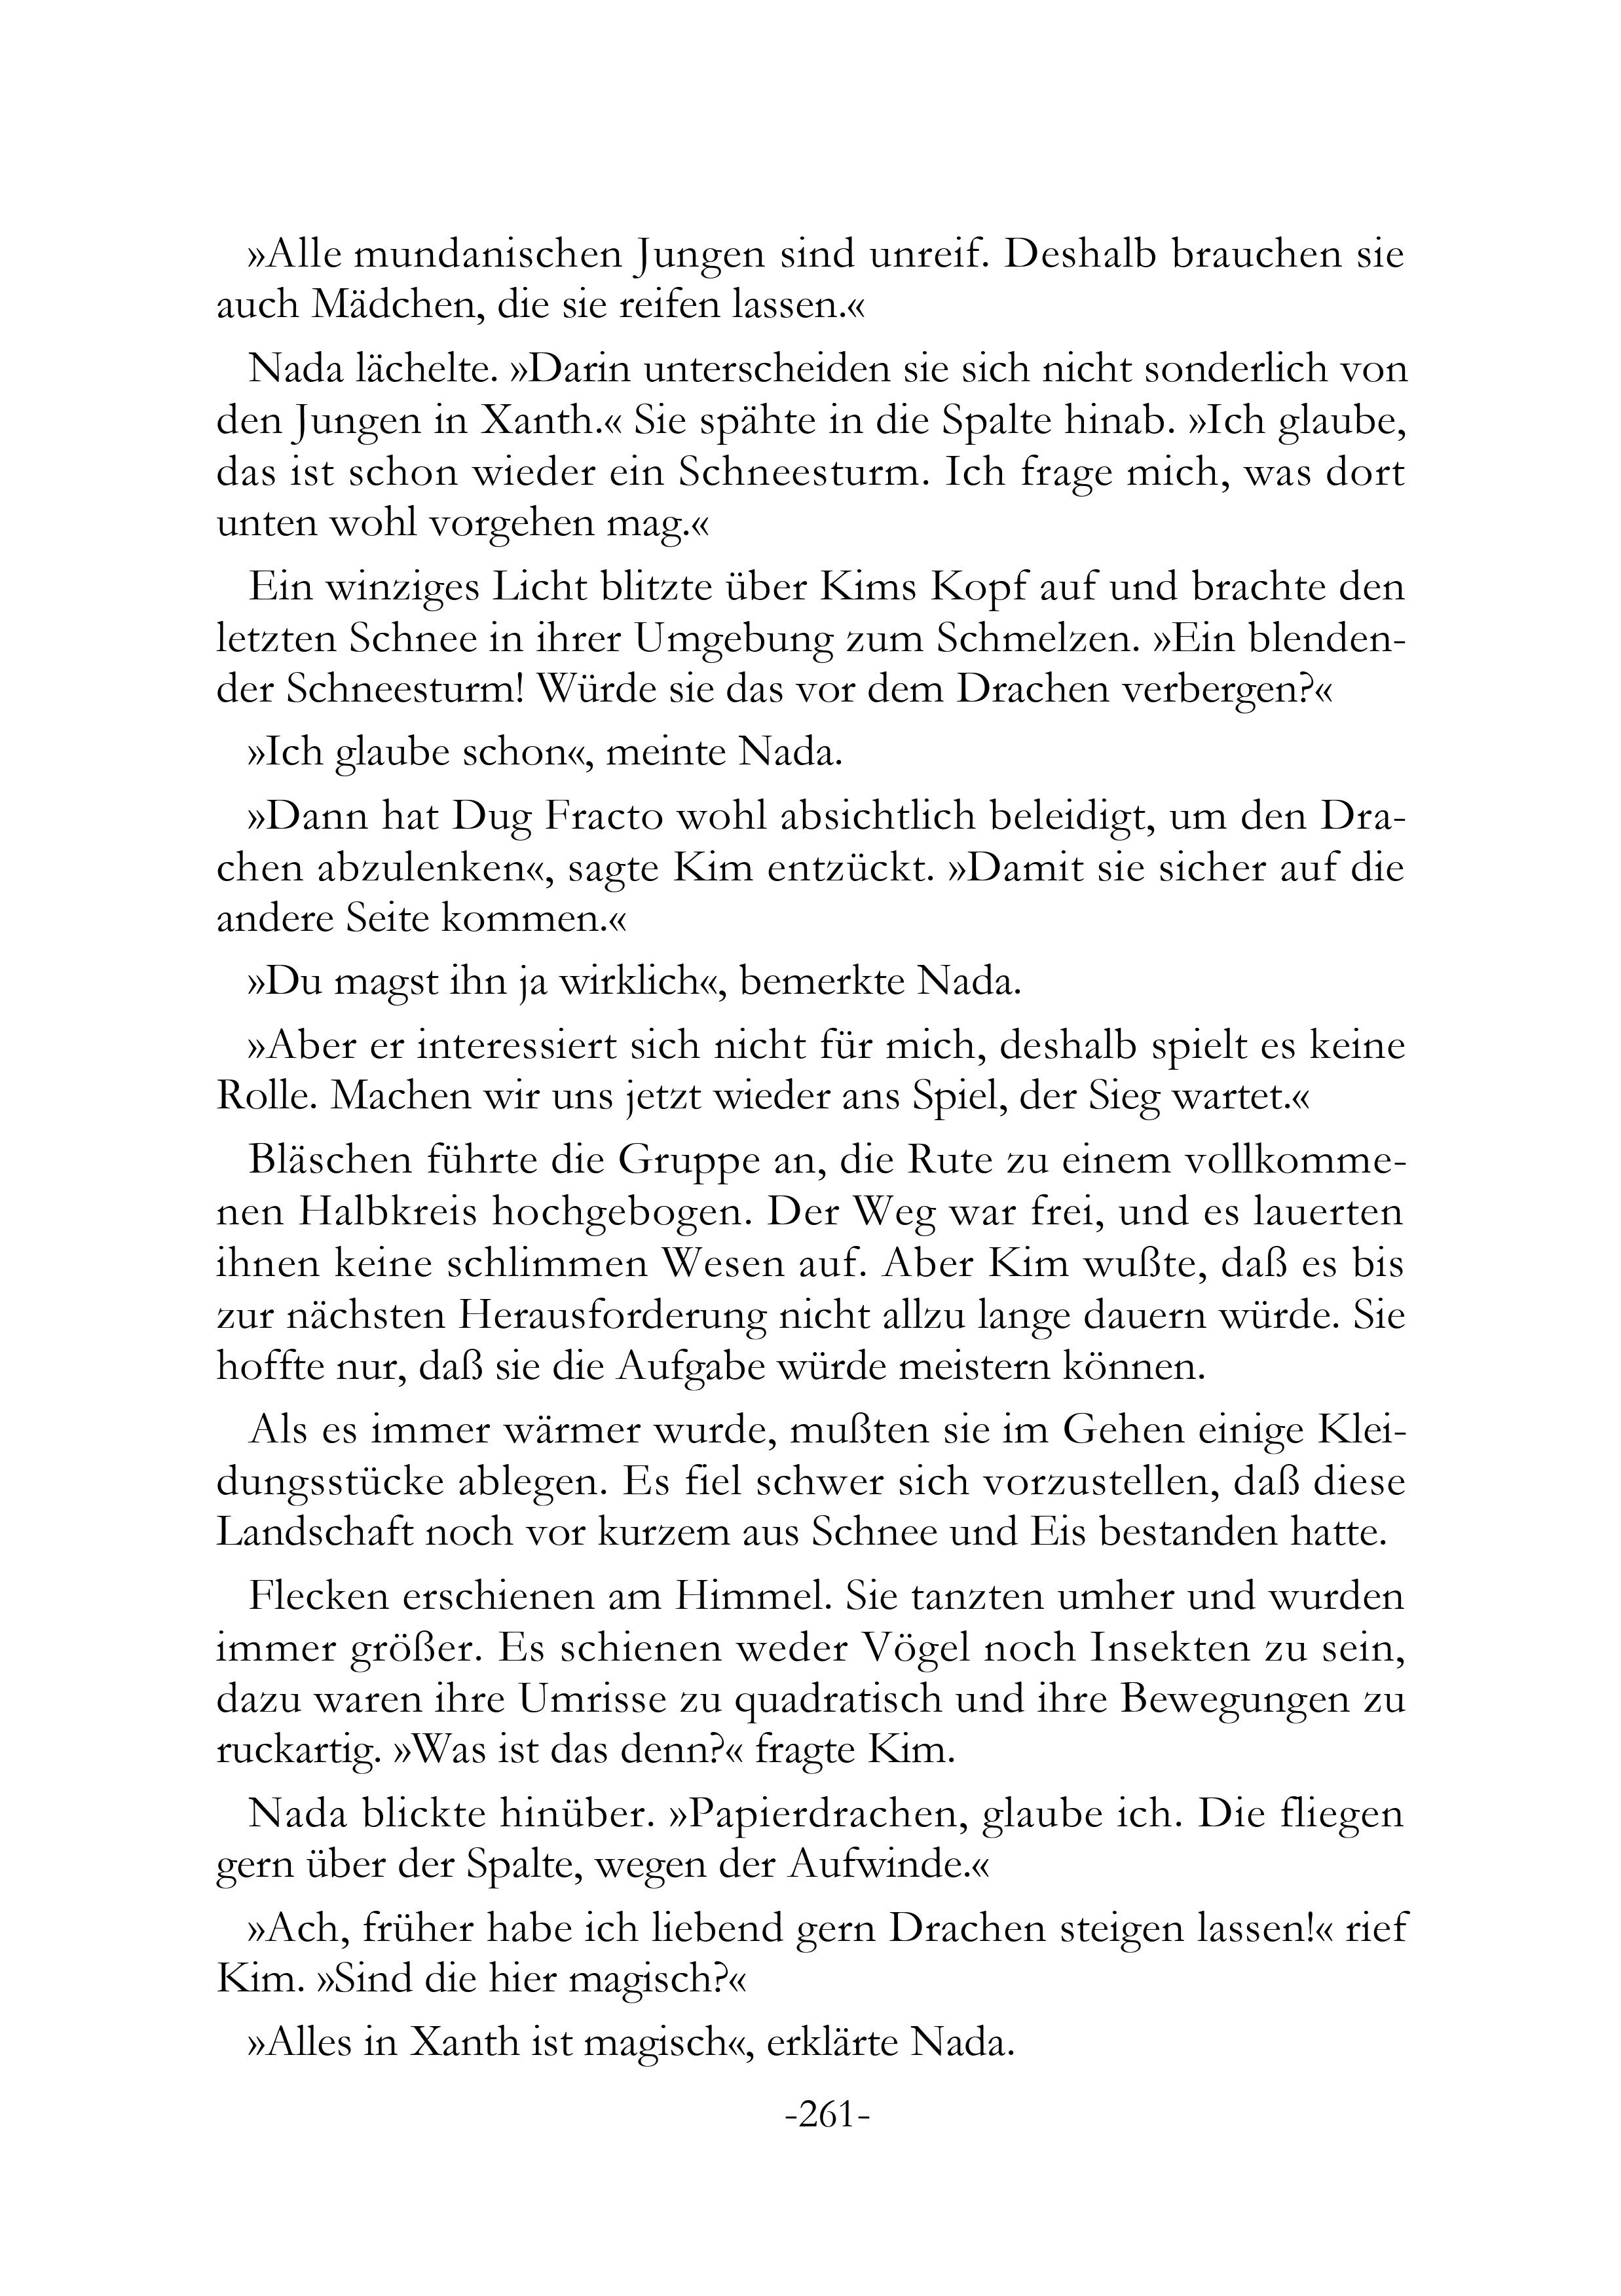 »Alle mundanischen Jungen sind unreif. Deshalb brauchen sie
auch Mädchen, die sie reifen lassen.«
Nada lächelte. »Darin unterscheiden sie sich nicht sonderlich von
den Jungen in Xanth.« Sie spähte in die Spalte hinab. »Ich glaube,
das ist schon wieder ein Schneesturm. Ich frage mich, was dort
unten wohl vorgehen mag.«
Ein winziges Licht blitzte über Kims Kopf auf und brachte den
letzten Schnee in ihrer Umgebung zum Schmelzen. »Ein blenden-
der Schneesturm! Würde sie das vor dem Drachen verbergen?«
»Ich glaube schon«, meinte Nada.
»Dann hat Dug Fracto wohl absichtlich beleidigt, um den Dra-
chen abzulenken«, sagte Kim entzückt. »Damit sie sicher auf die
andere Seite kommen.«
»Du magst ihn ja wirklich«, bemerkte Nada.
»Aber er interessiert sich nicht für mich, deshalb spielt es keine
Rolle. Machen wir uns jetzt wieder ans Spiel, der Sieg wartet.«
Bläschen führte die Gruppe an, die Rute zu einem vollkomme-
nen Halbkreis hochgebogen. Der Weg war frei, und es lauerten
ihnen keine schlimmen Wesen auf. Aber Kim wußte, daß es bis
zur nächsten Herausforderung nicht allzu lange dauern würde. Sie
hoffte nur, daß sie die Aufgabe würde meistern können.
Als es immer wärmer wurde, mußten sie im Gehen einige Klei-
dungsstücke ablegen. Es fiel schwer sich vorzustellen, daß diese
Landschaft noch vor kurzem aus Schnee und Eis bestanden hatte.
Flecken erschienen am Himmel. Sie tanzten umher und wurden
immer größer. Es schienen weder Vögel noch Insekten zu sein,
dazu waren ihre Umrisse zu quadratisch und ihre Bewegungen zu
ruckartig. »Was ist das denn?« fragte Kim.
Nada blickte hinüber. »Papierdrachen, glaube ich. Die fliegen
gern über der Spalte, wegen der Aufwinde.«
»Ach, früher habe ich liebend gern Drachen steigen lassen!« rief
Kim. »Sind die hier magisch?«
»Alles in Xanth ist magisch«, erklärte Nada.
-261-